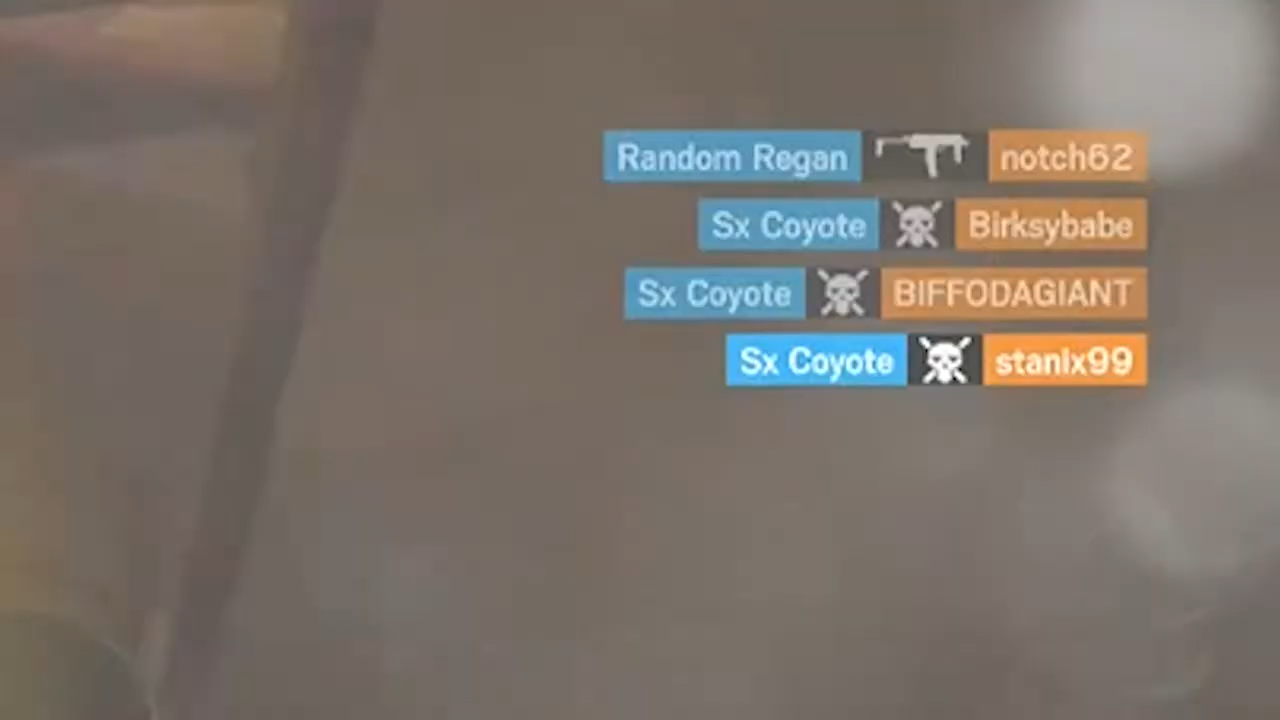 Random Regan notch62
Sx Coyote Birksybabe
Sx Coyote BIFFODAGIANT
Sx Coyote stanix99